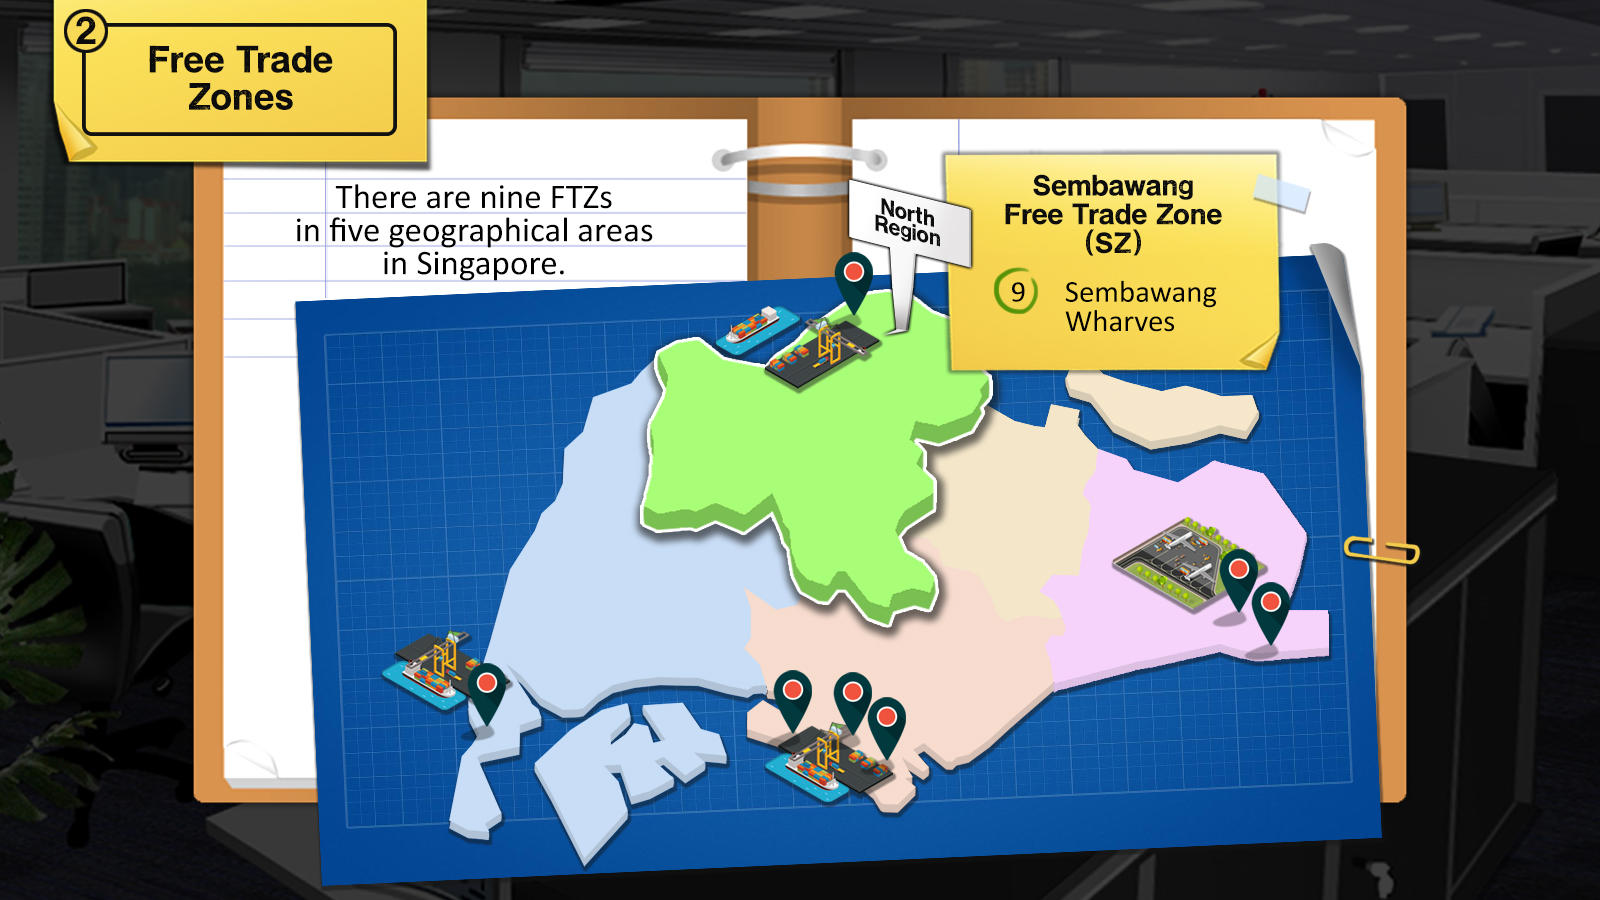 2
Free Trade
Zones
There are nine FTZs
in five geographical areas
in Singapore.
North
Region
Sembawang
Free Trade Zone
(SZ)
9 Sembawang
Wharves